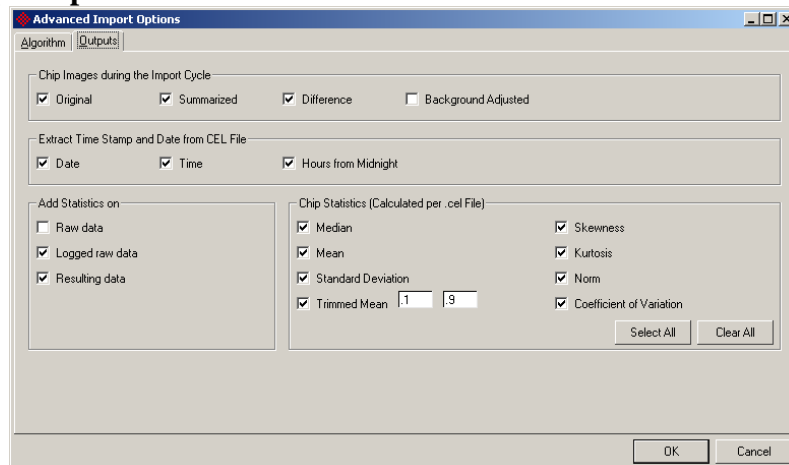 Advanced Import Options
Algorithm Outputs
Chip Images during the Import Cycle
Original Summarized Difference Background Adjusted
Extract Time Stamp and Date from CEL File
Date Time Hours from Midnight
Add Statistics on
Raw data
Logged raw data
Resulting data
Chip Statistics (Calculated per .cel File)
Median Skewness
Mean Kurtosis
Standard Deviation Norm
Trimmed Mean .1 .9 Coefficient of Variation
Select All Clear All
OK Cancel